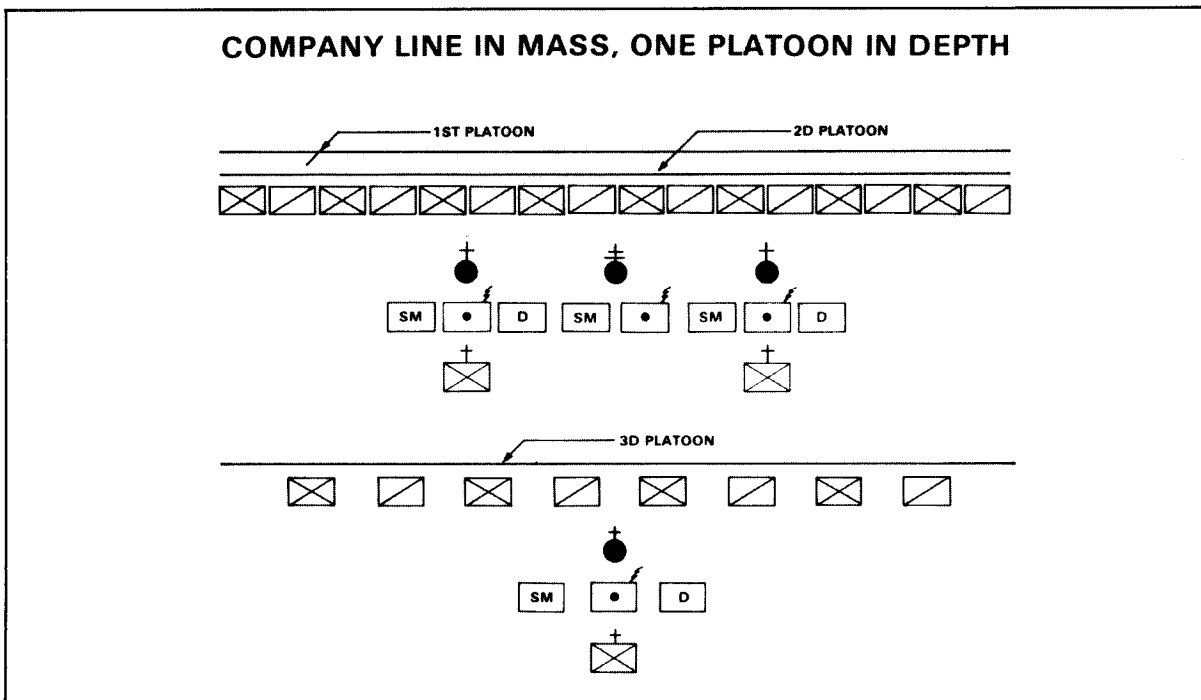 COMPANY LINE IN MASS, ONE PLATOON IN DEPTH
1ST PLATOON 2D PLATOON
SM D SM SM D
3D PLATOON
SM D